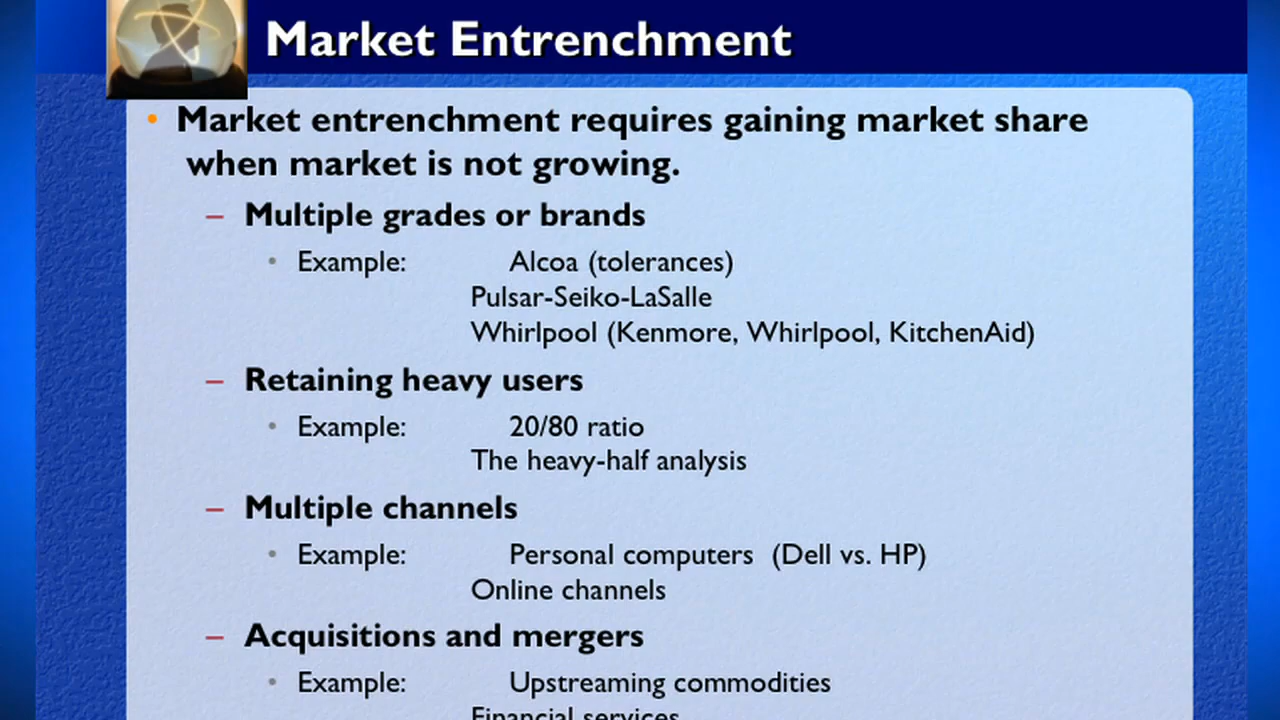 Market Entrenchment
• Market entrenchment requires gaining market share
when market is not growing.
– Multiple grades or brands
• Example: Alcoa (tolerances)
Pulsar-Seiko-LaSalle
Whirlpool (Kenmore, Whirlpool, KitchenAid)
– Retaining heavy users
• Example: 20/80 ratio
The heavy-half analysis
– Multiple channels
• Example: Personal computers (Dell vs. HP)
Online channels
– Acquisitions and mergers
• Example: Upstreaming commodities
Financial services